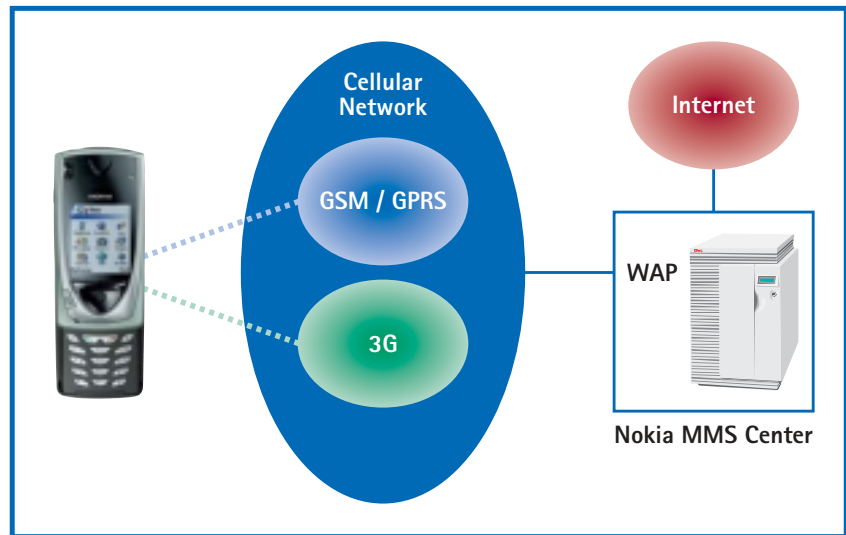 Cellular
Network
Internet
GSM / GPRS
WAP
3G
Nokia MMS Center